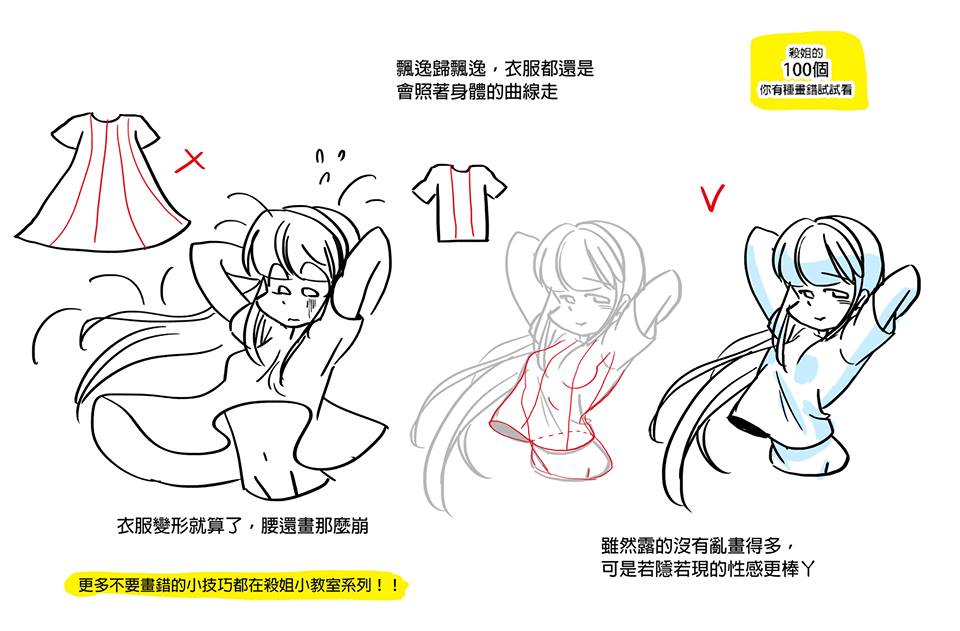 飄逸歸飄逸，衣服都還是
會照著身體的曲線走
殺姐的
100個
你有種畫錯試試看
衣服變形就算了，腰還畫那麼崩
雖然露的沒有亂畫得多，
可是若隱若現的性感更棒ㄚ
更多不要畫錯的小技巧都在殺姐小教室系列！！